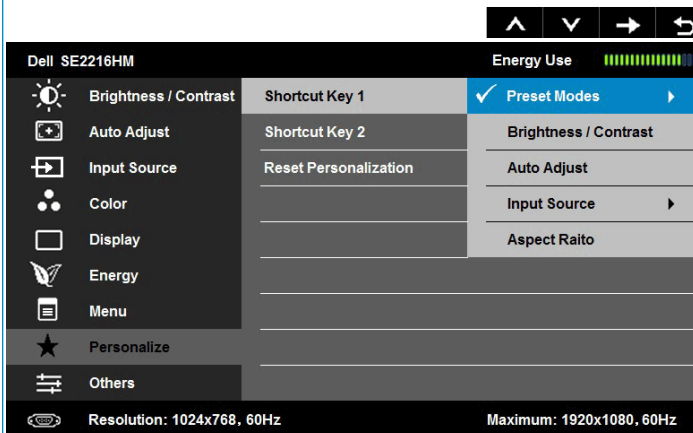 Dell SE2216HM Energy Use
Brightness / Contrast Shortcut Key 1 Preset Modes
Auto Adjust Shortcut Key 2 Brightness / Contrast
Input Source Reset Personalization Auto Adjust
Color Input Source
Display Aspect Raito
Energy
Menu
Personalize
Others
Resolution: 1024x768, 60Hz Maximum: 1920x1080, 60Hz